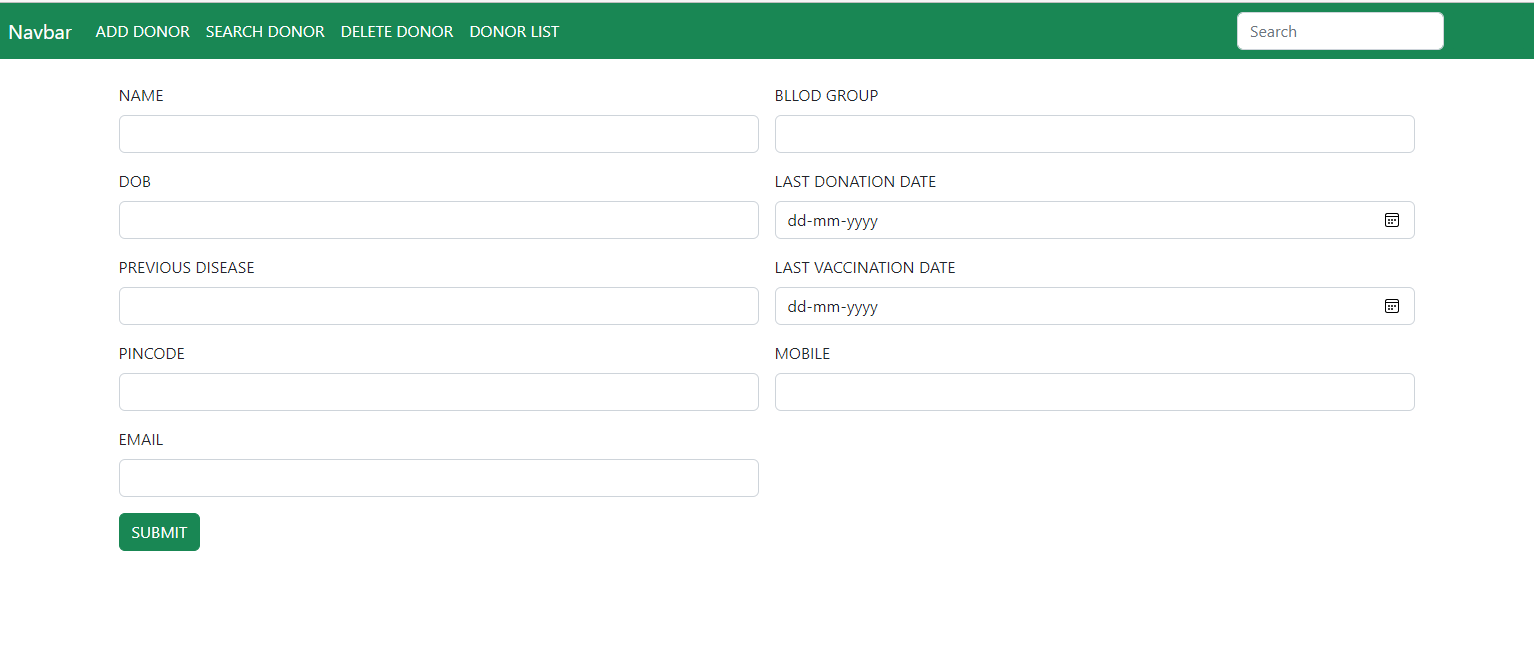 Navbar ADD DONOR SEARCH DONOR DELETE DONOR DONOR LIST Search
NAME BLLOD GROUP
DOB LAST DONATION DATE
dd-mm-yyyy
PREVIOUS DISEASE LAST VACCINATION DATE
dd-mm-yyyy
PINCODE MOBILE
EMAIL
SUBMIT